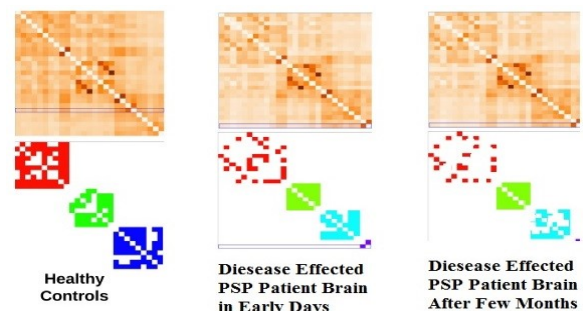 Healthy
Controls
Diesease Effected
PSP Patient Brain
in Early Days
Diesease Effected
PSP Patient Brain
After Few Months